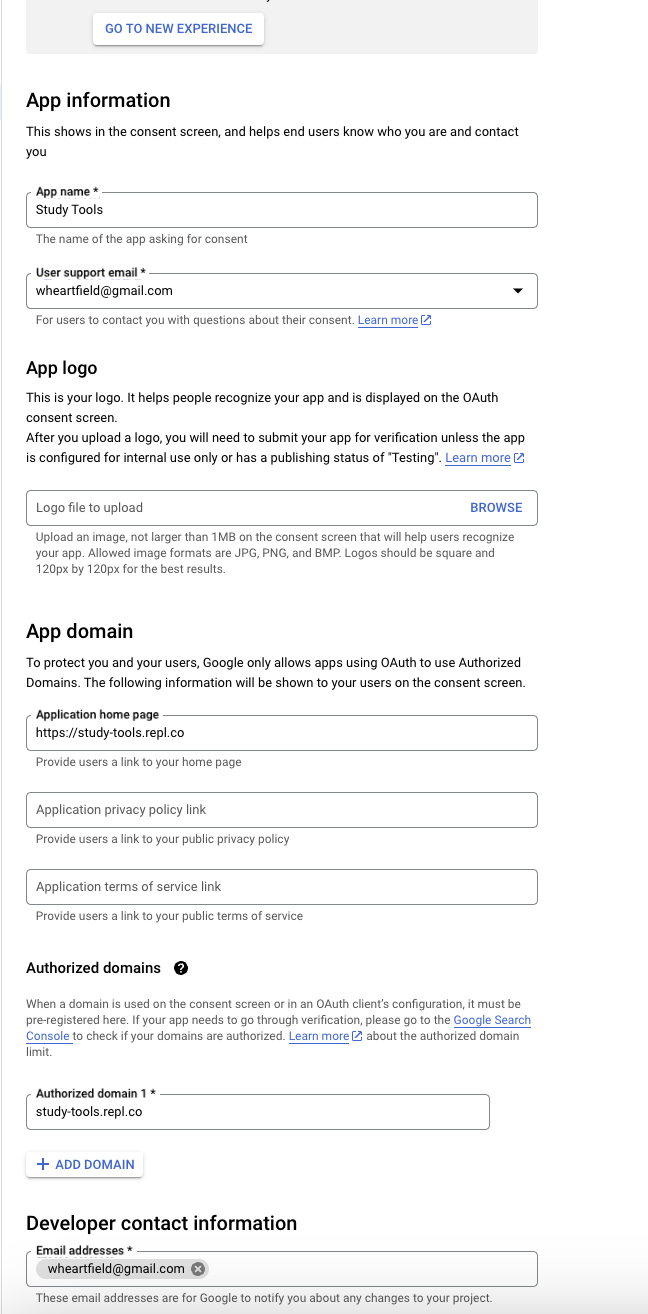 GO TO NEW EXPERIENCE
App information
This shows in the consent screen, and helps end users know who you are and contact
you
App name *
Study Tools
The name of the app asking for consent
User support email *
wheartfield@gmail.com
For users to contact you with questions about their consent. Learn more
App logo
This is your logo. It helps people recognize your app and is displayed on the OAuth
consent screen.
After you upload a logo, you will need to submit your app for verification unless the app
is configured for internal use only or has a publishing status of "Testing". Learn more
Logo file to upload
BROWSE
Upload an image, not larger than 1MB on the consent screen that will help users recognize
your app. Allowed image formats are JPG, PNG, and BMP. Logos should be square and
120px by 120px for the best results.
App domain
To protect you and your users, Google only allows apps using OAuth to use Authorized
Domains. The following information will be shown to your users on the consent screen.
Application home page
https://study-tools.repl.co
Provide users a link to your home page
Application privacy policy link
Provide users a link to your public privacy policy
Application terms of service link
Provide users a link to your public terms of service
Authorized domains ?
When a domain is used on the consent screen or in an OAuth client’s configuration, it must be
pre-registered here. If your app needs to go through verification, please go to the Google Search
Console to check if your domains are authorized. Learn more about the authorized domain
limit.
Authorized domain 1 *
study-tools.repl.co
+ ADD DOMAIN
Developer contact information
Email addresses *
wheartfield@gmail.com
These email addresses are for Google to notify you about any changes to your project.